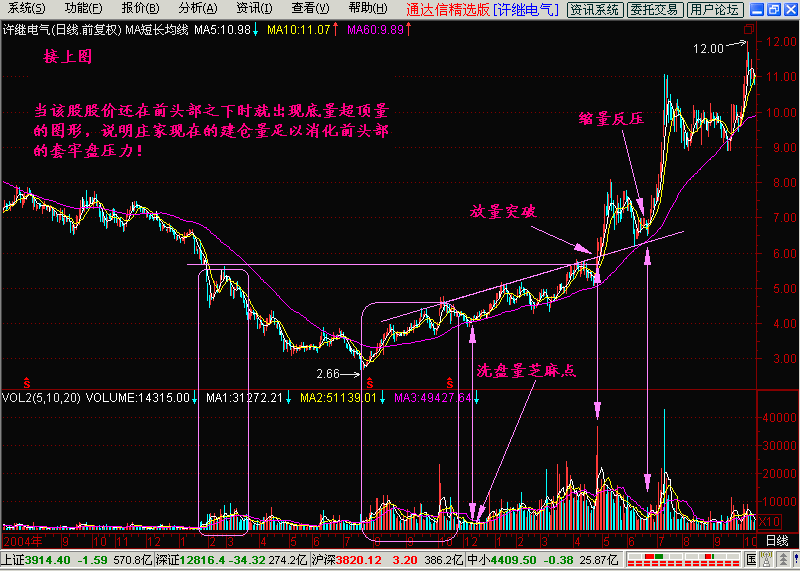 系统(S) 功能(F) 报价(B) 分析(A) 资讯(I) 查看(V) 帮助(H) 通达信精选版 [许继电气] 资讯系统 委托交易 用户论坛
许继电气(日线,前复权) MA短长均线 MA5:10.98↓ MA10:11.07↑ MA60:9.89↑
接上图
当该股股价还在前头部之下时就出现底量超顶量
的图形，说明庄家现在的建仓量足以消化前头部
的套牢盘压力！
12.00
12.00
11.00
缩量反压
10.00
9.00
8.00
放量突破
7.00
6.00
5.00
4.00
3.00
洗盘量芝麻点
2.66
S S S
VOL2(5,10,20) VOLUME:14315.00↓ MA1:31272.21↓ MA2:51139.01↓ MA3:49427.64↓
40000
30000
20000
10000
X10
2004年 9 10 11 12 1 2 3 4 5 6 7 8 9 10 12 1 2 3 4 5 6 7 8 9 10 日线
上证3914.40 -1.59 570.8亿 深证12816.4 -34.32 274.2亿 沪深3820.12 3.20 386.2亿 中小4409.50 -0.38 25.87亿 国